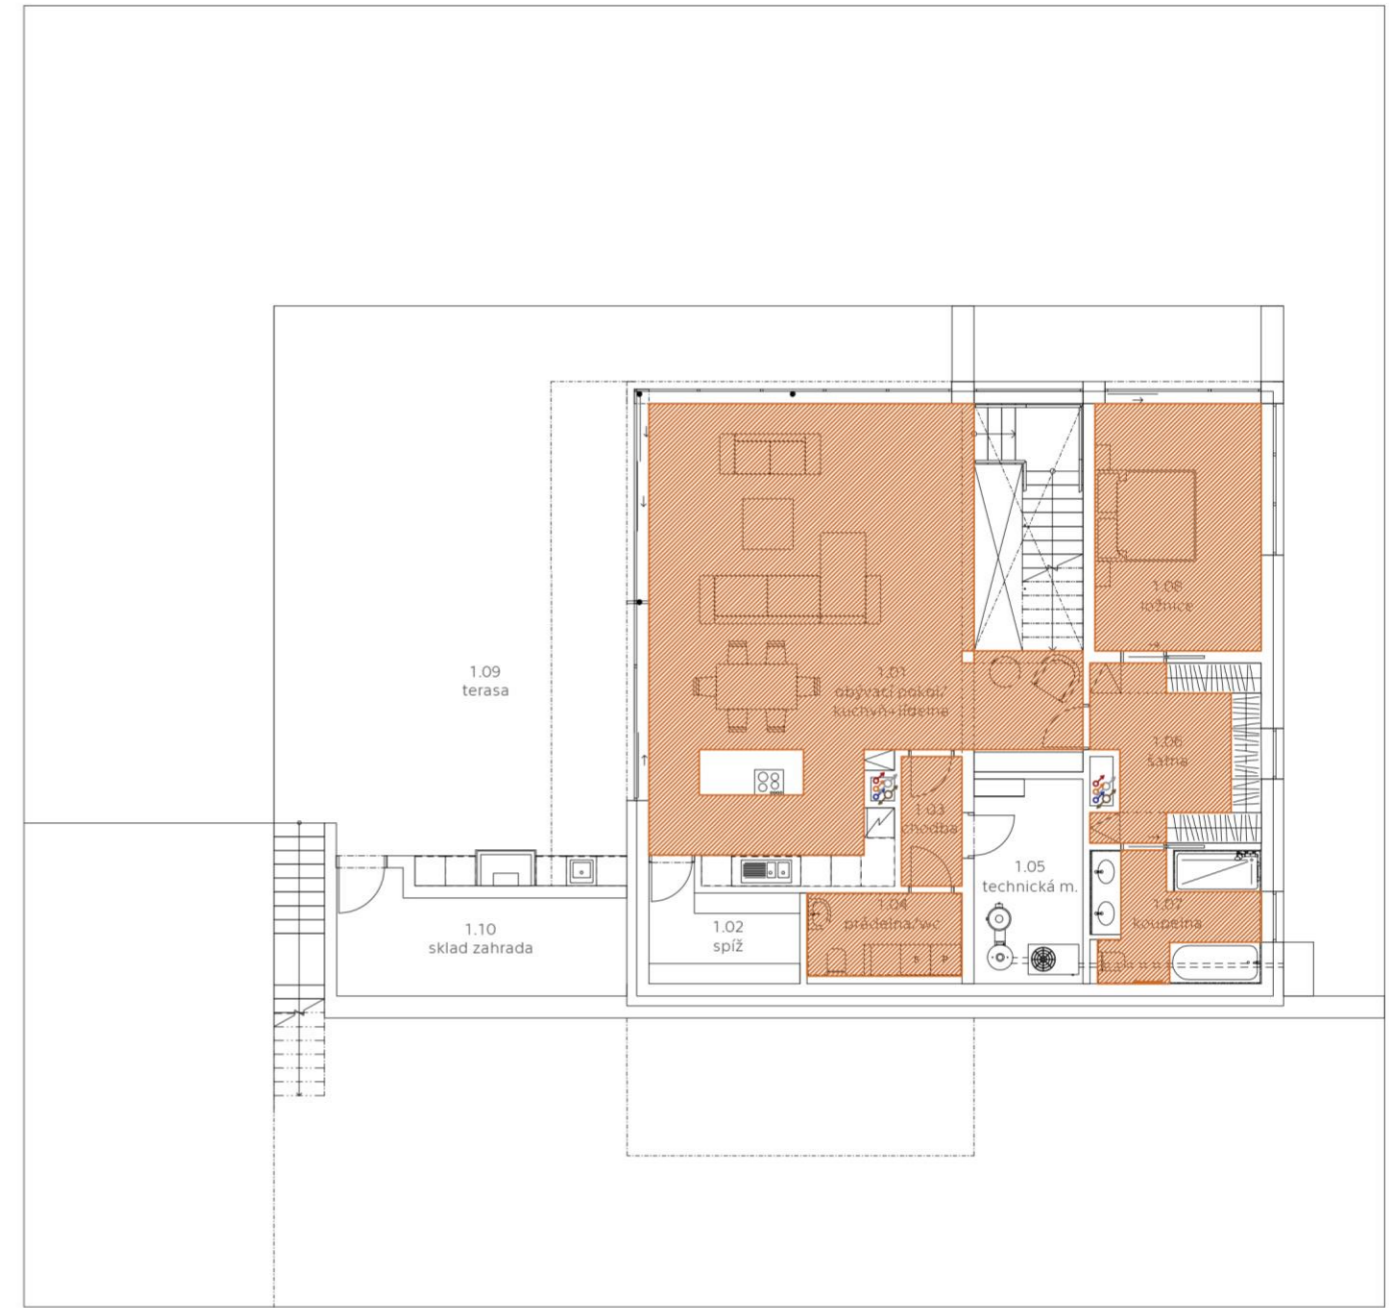 1.08
ložnice
1.09
terasa
1.01
obývací pokoj/
kuchyň+jídelna
1.06
šatna
1.03
chodba
1.05
technická m.
1.04
prádelna/wc
1.07
koupelna
1.10
sklad zahrada
1.02
spíž